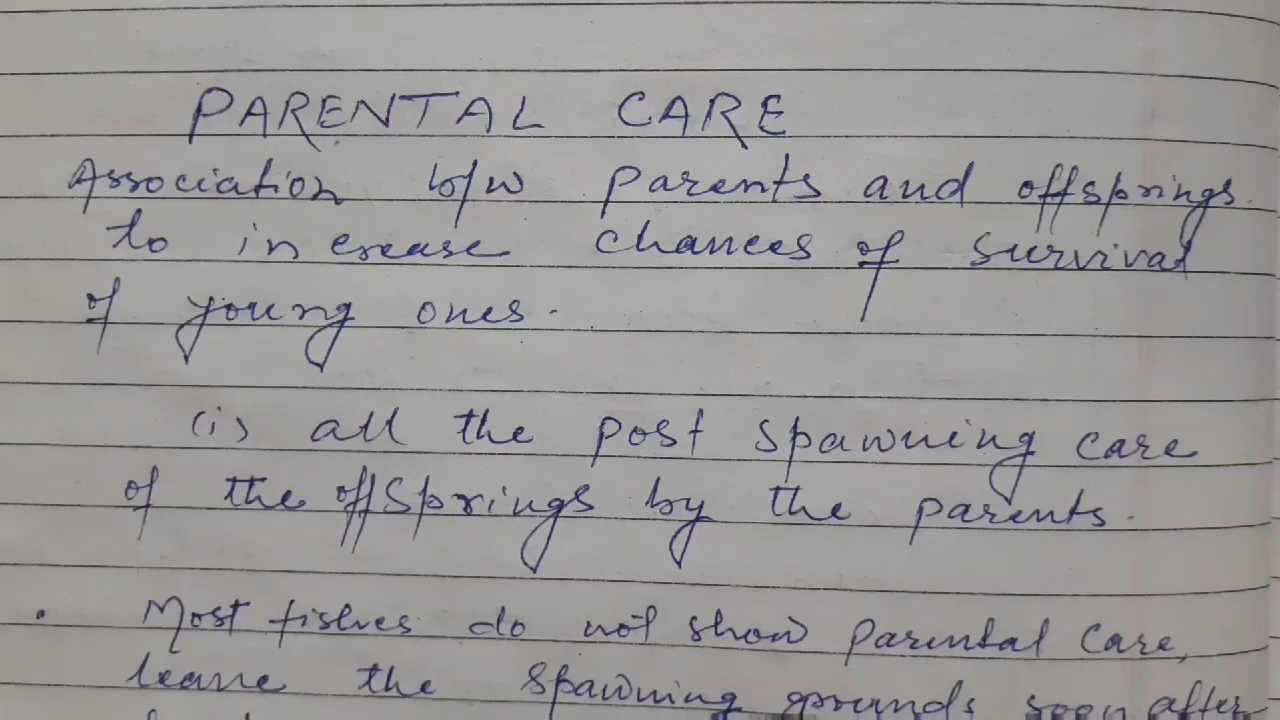 PARENTAL CARE
Association b/w parents and offsprings
to increase chances of survival
of young ones.
(i) all the post spawning care
of the offsprings by the parents.
• Most fishes do not show parental care,
leave the spawning grounds soon after